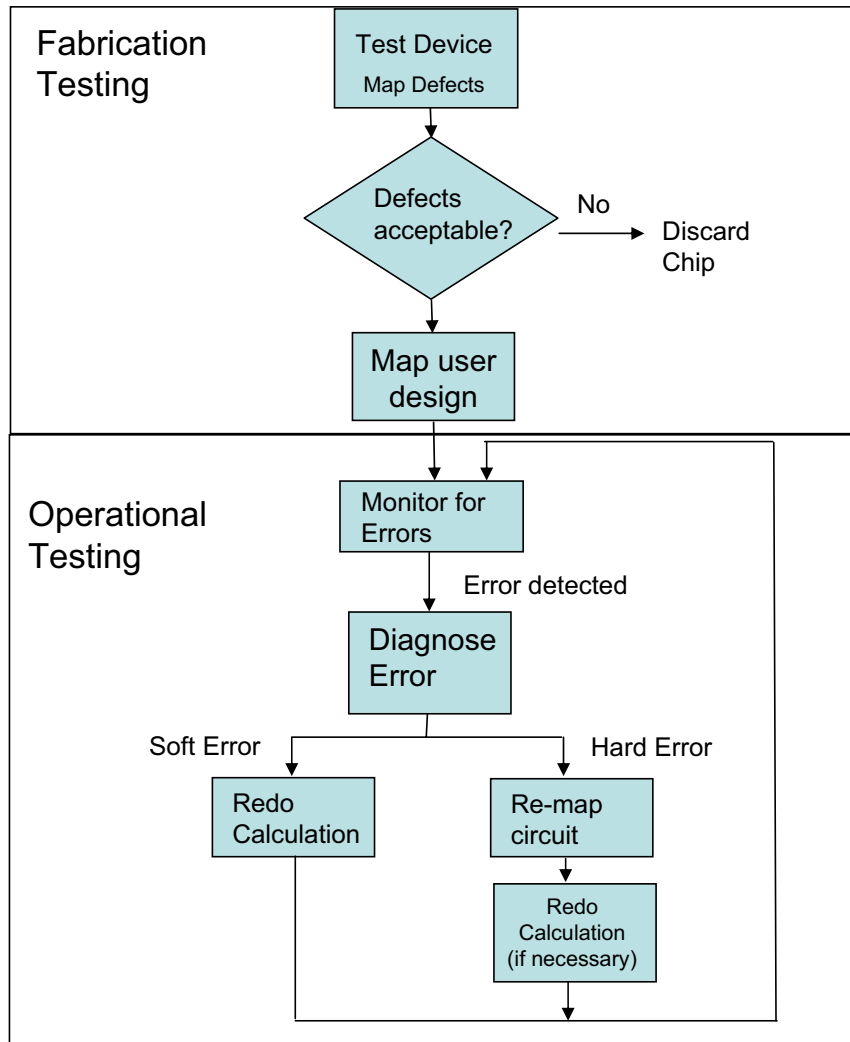 Fabrication
Testing
Test Device
Map Defects
Defects
acceptable?
No
Discard
Chip
Map user
design
Operational
Testing
Monitor for
Errors
Error detected
Diagnose
Error
Soft Error
Hard Error
Redo
Calculation
Re-map
circuit
Redo
Calculation
(if necessary)